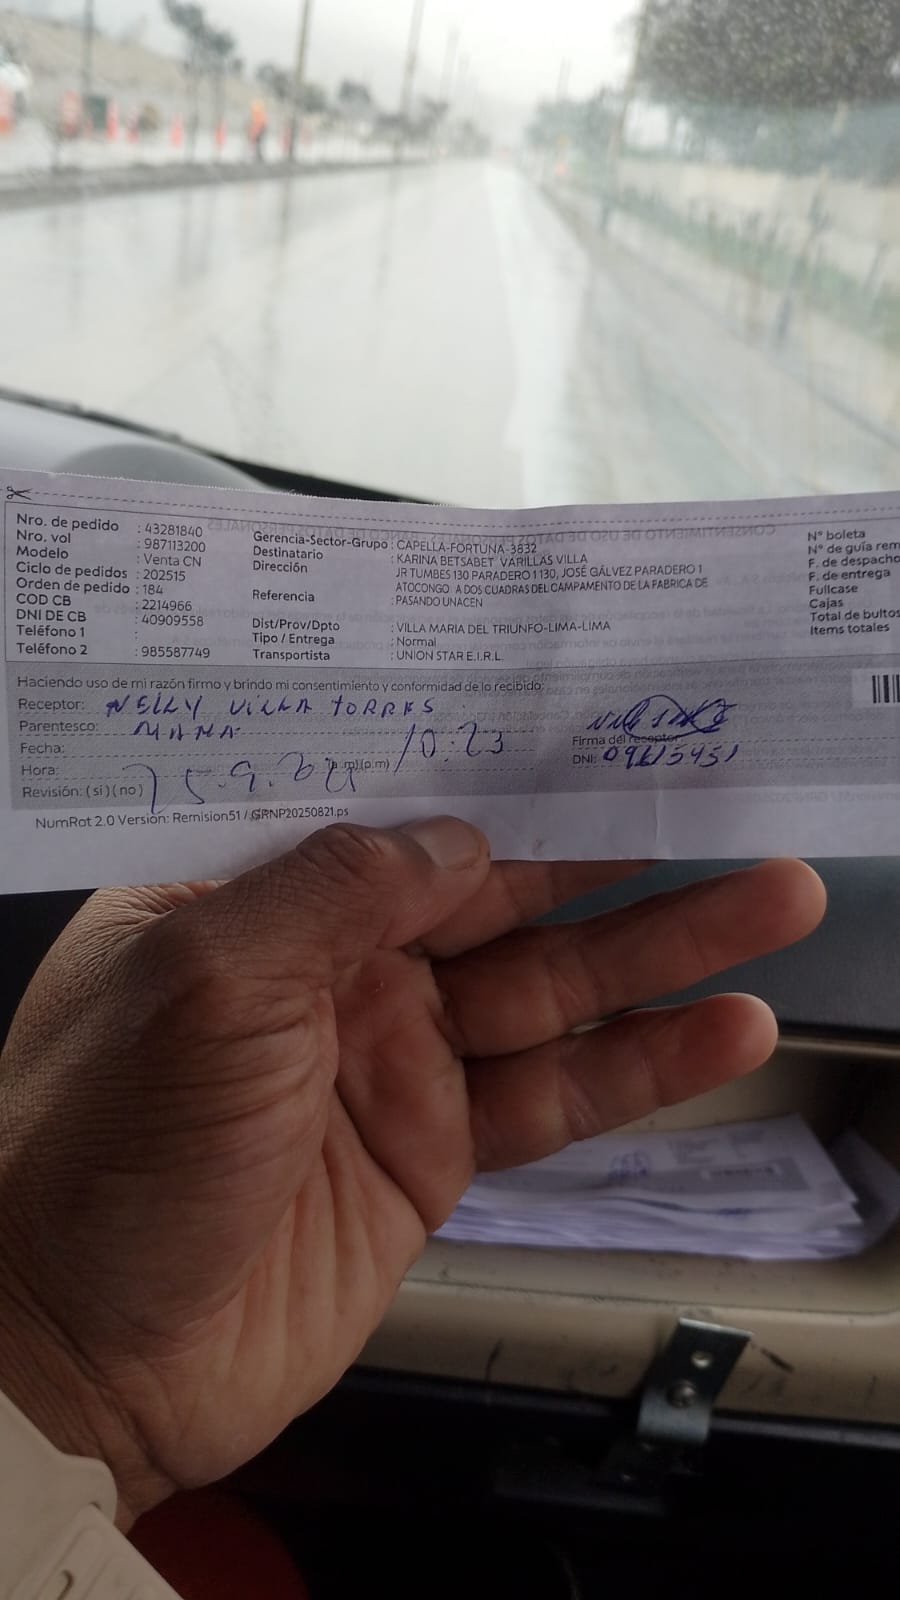 Nro. de pedido : 43281840
Nro. vol : 987113200
Modelo : Venta CN
Ciclo de pedidos : 202515
Orden de pedido : 184
COD CB : 2214966
DNI DE CB : 40909558
Teléfono 1 :
Teléfono 2 : 985587749
Gerencia-Sector-Grupo : CAPELLA-FORTUNA-3832
Destinatario : KARINA BETSABET VARILLAS VILLA
Dirección : JR TUMBES 130 PARADERO 1 130, JOSÉ GÁLVEZ PARADERO 1
ATOCONGO. A DOS CUADRAS DEL CAMPAMENTO DE LA FABRICA DE
Referencia : PASANDO UNACEN
Dist/Prov/Dpto : VILLA MARIA DEL TRIUNFO-LIMA-LIMA
Tipo / Entrega : Normal
Transportista : UNION STAR E.I.R.L.
N° boleta
N° de guía rem
F. de despacho
F. de entrega
Fullcase
Cajas
Total de bultos
Items totales
Haciendo uso de mi razón firmo y brindo mi consentimiento y conformidad de lo recibido:
Receptor: NELLY VILLA TORRES
Parentesco: MAMA
Fecha: 10:23
Hora: (a.m)(p.m)
Revisión: (si) (no)
Firma del receptor
DNI: 09615451
NumRot 2.0 Versión: Remision51 / GRNP20250821.ps